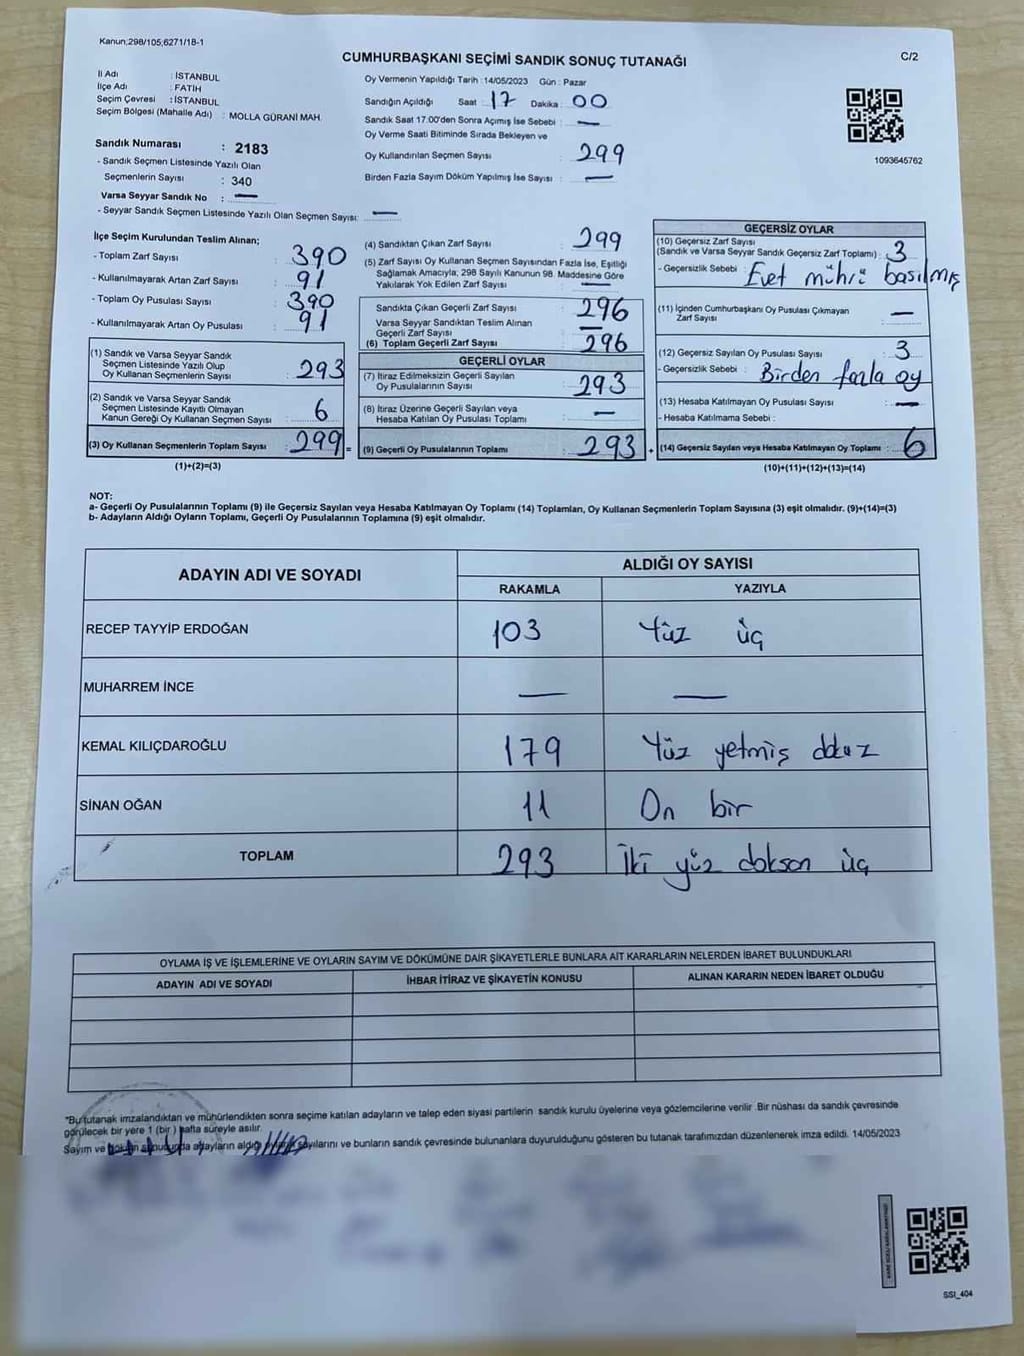 Kanun;298/105,6271/18-1
CUMHURBAŞKANI SEÇİMİ SANDIK SONUÇ TUTANAĞI
C/2
İl Adı : İSTANBUL
İlçe Adı : FATİH
Seçim Çevresi : İSTANBUL
Seçim Bölgesi (Mahalle Adı) : MOLLA GÜRANİ MAH.
Sandık Numarası : 2183
- Sandık Seçmen Listesinde Yazılı Olan
Seçmenlerin Sayısı : 340
Varsa Seyyar Sandık No : —
- Seyyar Sandık Seçmen Listesinde Yazılı Olan Seçmen Sayısı: —
Oy Vermenin Yapıldığı Tarih : 14/05/2023 Gün : Pazar
Sandığın Açıldığı Saat : 17 Dakika : 00
Sandık Saat 17.00'den Sonra Açımış İse Sebebi : —
Oy Verme Saati Bitiminde Sırada Bekleyen ve
Oy Kullandırılan Seçmen Sayısı : 299
Birden Fazla Sayım Döküm Yapılmış İse Sayısı : —
1093645762
İlçe Seçim Kurulundan Teslim Alınan;
- Toplam Zarf Sayısı : 390
- Kullanılmayarak Artan Zarf Sayısı : 91
- Toplam Oy Pusulası Sayısı : 390
- Kullanılmayarak Artan Oy Pusulası : 91
(1) Sandık ve Varsa Seyyar Sandık
Seçmen Listesinde Yazılı Olup
Oy Kullanan Seçmenlerin Sayısı : 293
(2) Sandık ve Varsa Seyyar Sandık
Seçmen Listesinde Kayıtlı Olmayan
Kanun Gereği Oy Kullanan Seçmen Sayısı : 6
(3) Oy Kullanan Seçmenlerin Toplam Sayısı : 299 =
(1)+(2)=(3)
(4) Sandıktan Çıkan Zarf Sayısı : 299
(5) Zarf Sayısı Oy Kullanan Seçmen Sayısından Fazla İse, Eşitliği
Sağlamak Amacıyla; 298 Sayılı Kanunun 98. Maddesine Göre
Yakılarak Yok Edilen Zarf Sayısı : —
Sandıkta Çıkan Geçerli Zarf Sayısı : 296
Varsa Seyyar Sandıktan Teslim Alınan
Geçerli Zarf Sayısı : —
(6) Toplam Geçerli Zarf Sayısı : 296
GEÇERLİ OYLAR
(7) İtiraz Edilmeksizin Geçerli Sayılan
Oy Pusulalarının Sayısı : 293
(8) İtiraz Üzerine Geçerli Sayılan veya
Hesaba Katılan Oy Pusulası Toplamı : —
(9) Geçerli Oy Pusulalarının Toplamı : 293 +
GEÇERSİZ OYLAR
(10) Geçersiz Zarf Sayısı
(Sandık ve Varsa Seyyar Sandık Geçersiz Zarf Toplamı) : 3
- Geçersizlik Sebebi : Evet mührü basılmış
(11) İçinden Cumhurbaşkanı Oy Pusulası Çıkmayan
Zarf Sayısı : —
(12) Geçersiz Sayılan Oy Pusulası Sayısı : 3
- Geçersizlik Sebebi : Birden fazla oy
(13) Hesaba Katılmayan Oy Pusulası Sayısı : —
- Hesaba Katılmama Sebebi :
(14) Geçersiz Sayılan veya Hesaba Katılmayan Oy Toplamı : 6
(10)+(11)+(12)+(13)=(14)
NOT:
a- Geçerli Oy Pusulalarının Toplamı (9) ile Geçersiz Sayılan veya Hesaba Katılmayan Oy Toplamı (14) Toplamları, Oy Kullanan Seçmenlerin Toplam Sayısına (3) eşit olmalıdır. (9)+(14)=(3)
b- Adayların Aldığı Oyların Toplamı, Geçerli Oy Pusulalarının Toplamına (9) eşit olmalıdır.
ADAYIN ADI VE SOYADI
ALDIĞI OY SAYISI
RAKAMLA YAZIYLA
RECEP TAYYİP ERDOĞAN 103 Yüz üç
MUHARREM İNCE — —
KEMAL KILIÇDAROĞLU 179 Yüz yetmiş dokuz
SİNAN OĞAN 11 On bir
TOPLAM 293 İki yüz doksan üç
OYLAMA İŞ VE İŞLEMLERİNE VE OYLARIN SAYIM VE DÖKÜMÜNE DAİR ŞİKAYETLERLE BUNLARA AİT KARARLARIN NELERDEN İBARET BULUNDUKLARI
ADAYIN ADI VE SOYADI İHBAR İTİRAZ VE ŞİKAYETİN KONUSU ALINAN KARARIN NEDEN İBARET OLDUĞU
*Bu tutanak imzalandıktan ve mühürlendikten sonra seçime katılan adayların ve talep eden siyasi partilerin sandık kurulu üyelerine veya gözlemcilerine verilir. Bir nüshası da sandık çevresinde
görülecek bir yere 1 (bir) hafta süreyle asılır.
Sayım ve döküm sonucunda adayların aldığı oy sayılarını ve bunların sandık çevresinde bulunanlara duyurulduğunu gösteren bu tutanak tarafımızdan düzenlenerek imza edildi. 14/05/2023
SSI_404